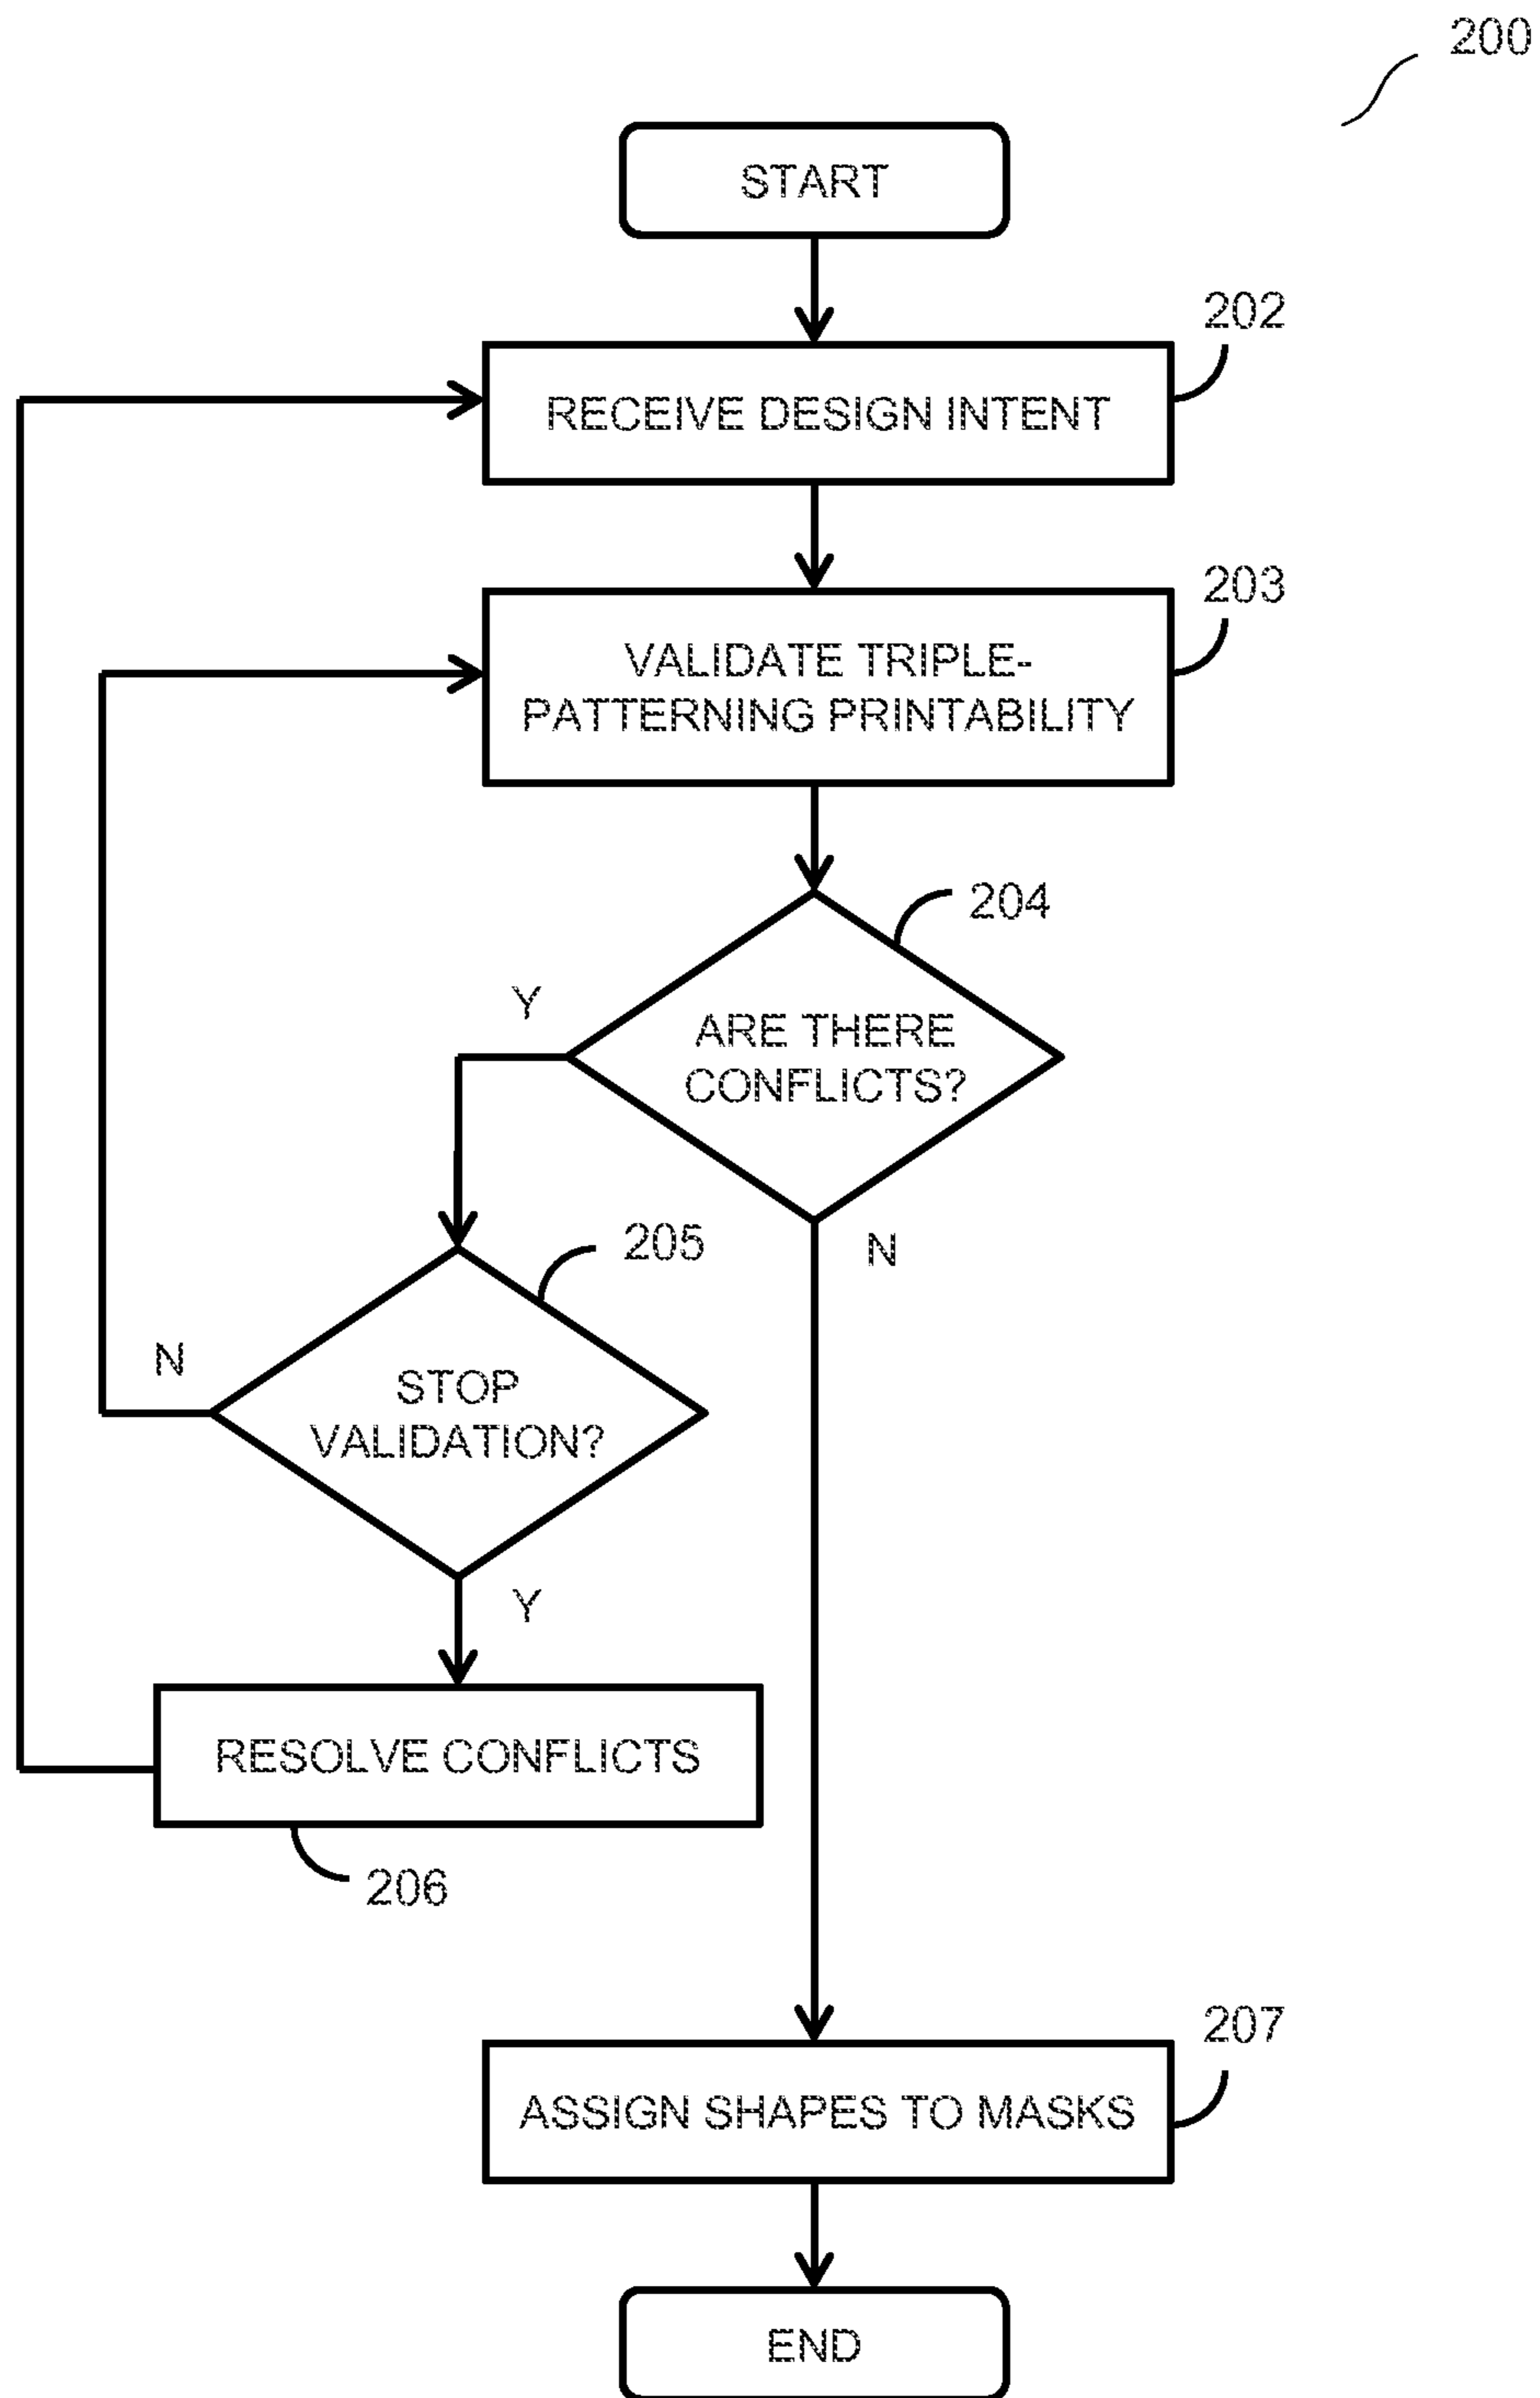 200
START
202
RECEIVE DESIGN INTENT
203
VALIDATE TRIPLE-
PATTERNING PRINTABILITY
204
Y
ARE THERE
CONFLICTS?
205
N
N
STOP
VALIDATION?
Y
RESOLVE CONFLICTS
206
207
ASSIGN SHAPES TO MASKS
END